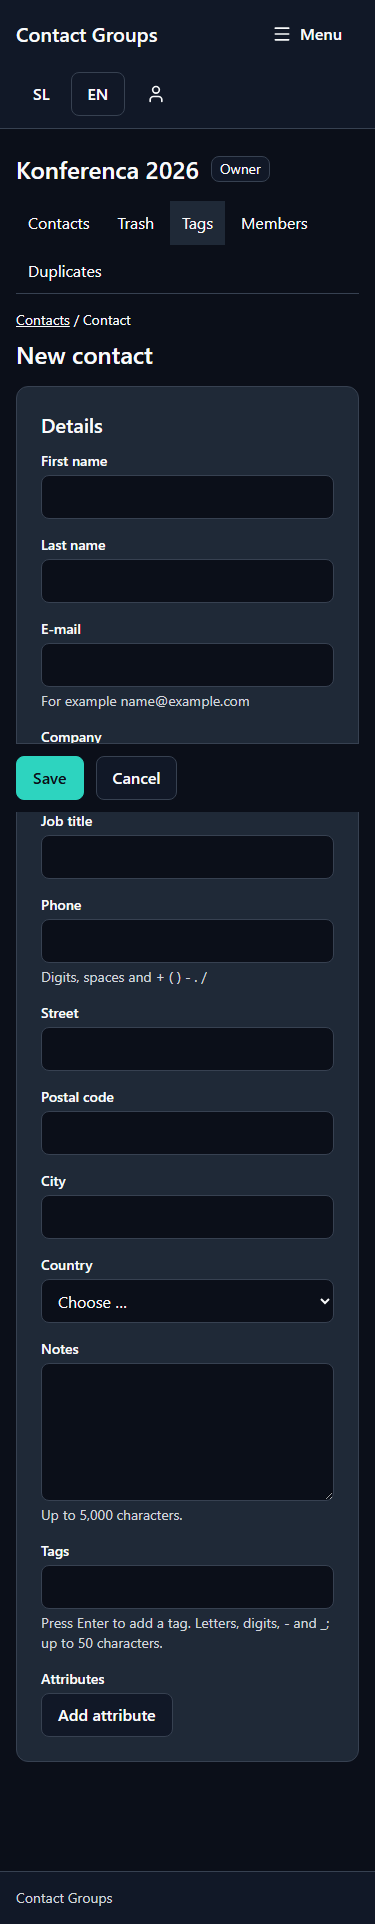 Contact Groups
Menu
SL
EN
Konferenca 2026
Owner
Contacts
Trash
Tags
Members
Duplicates
Contacts / Contact
New contact
Details
First name
Last name
E-mail
For example name@example.com
Company
Save
Cancel
Job title
Phone
Digits, spaces and + ( ) - . /
Street
Postal code
City
Country
Choose ...
Notes
Up to 5,000 characters.
Tags
Press Enter to add a tag. Letters, digits, - and _;
up to 50 characters.
Attributes
Add attribute
Contact Groups